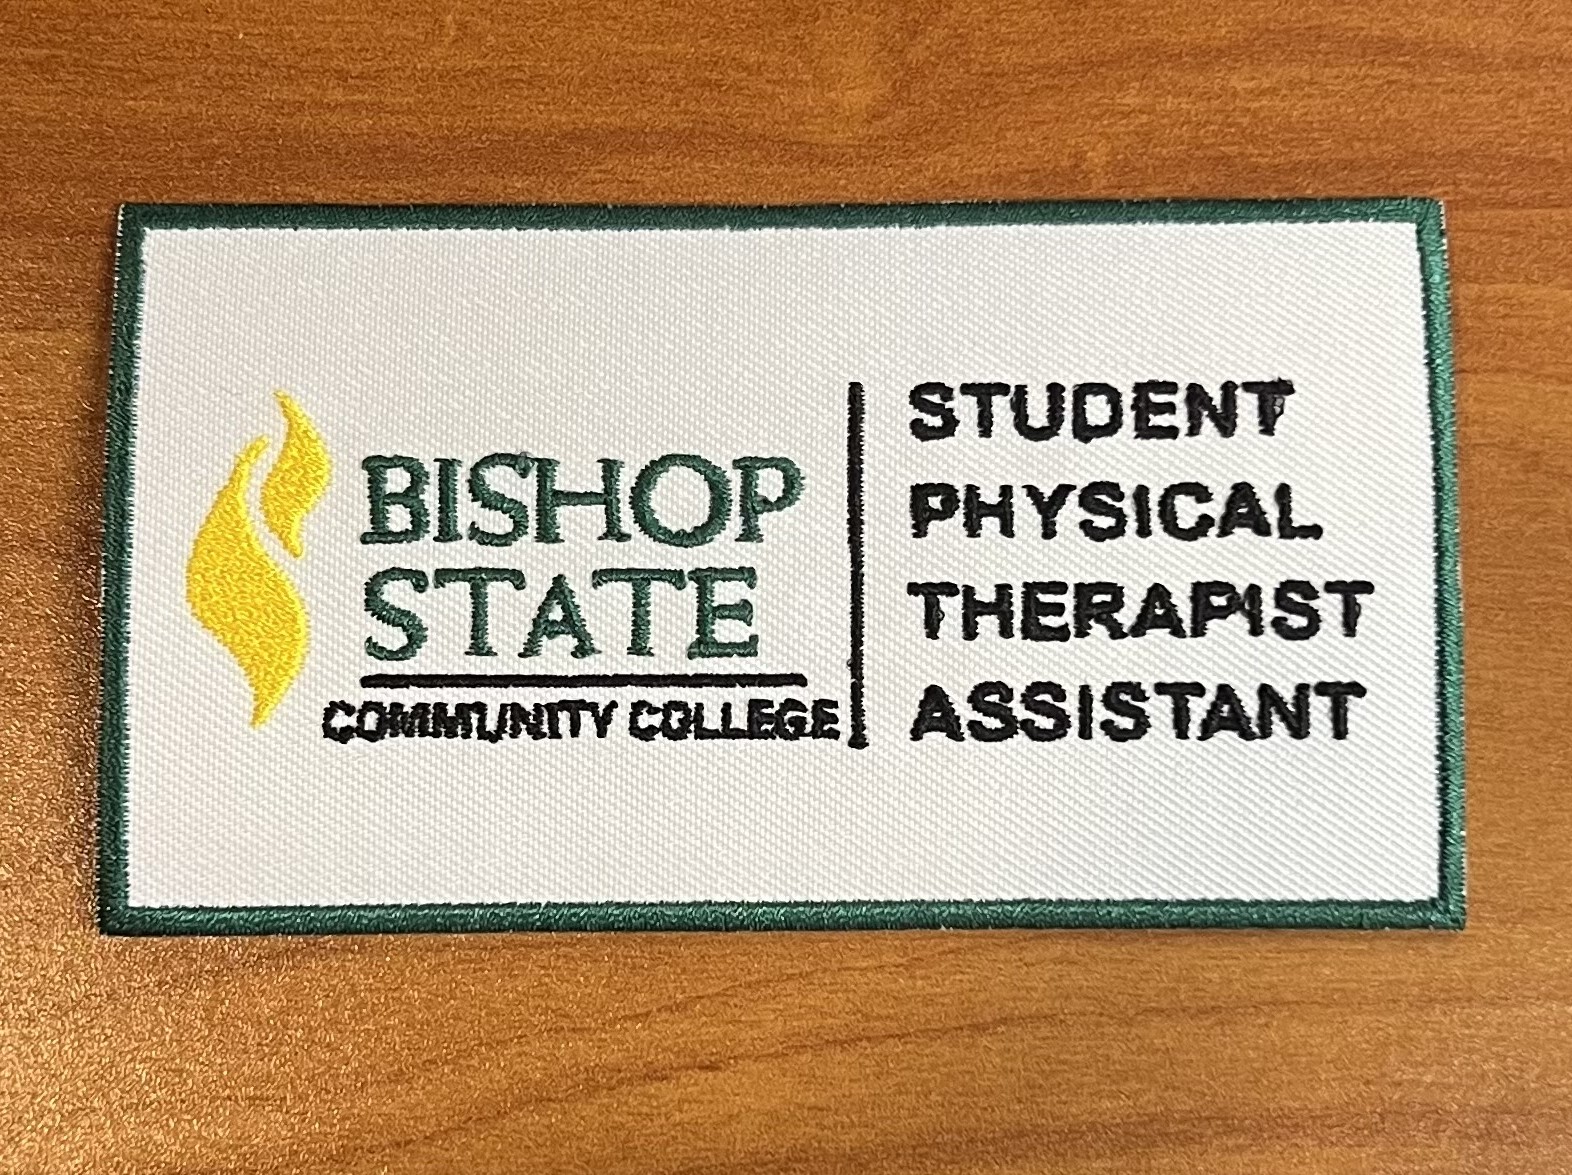 BISHOP
STATE
COMMUNITY COLLEGE
STUDENT
PHYSICAL
THERAPIST
ASSISTANT